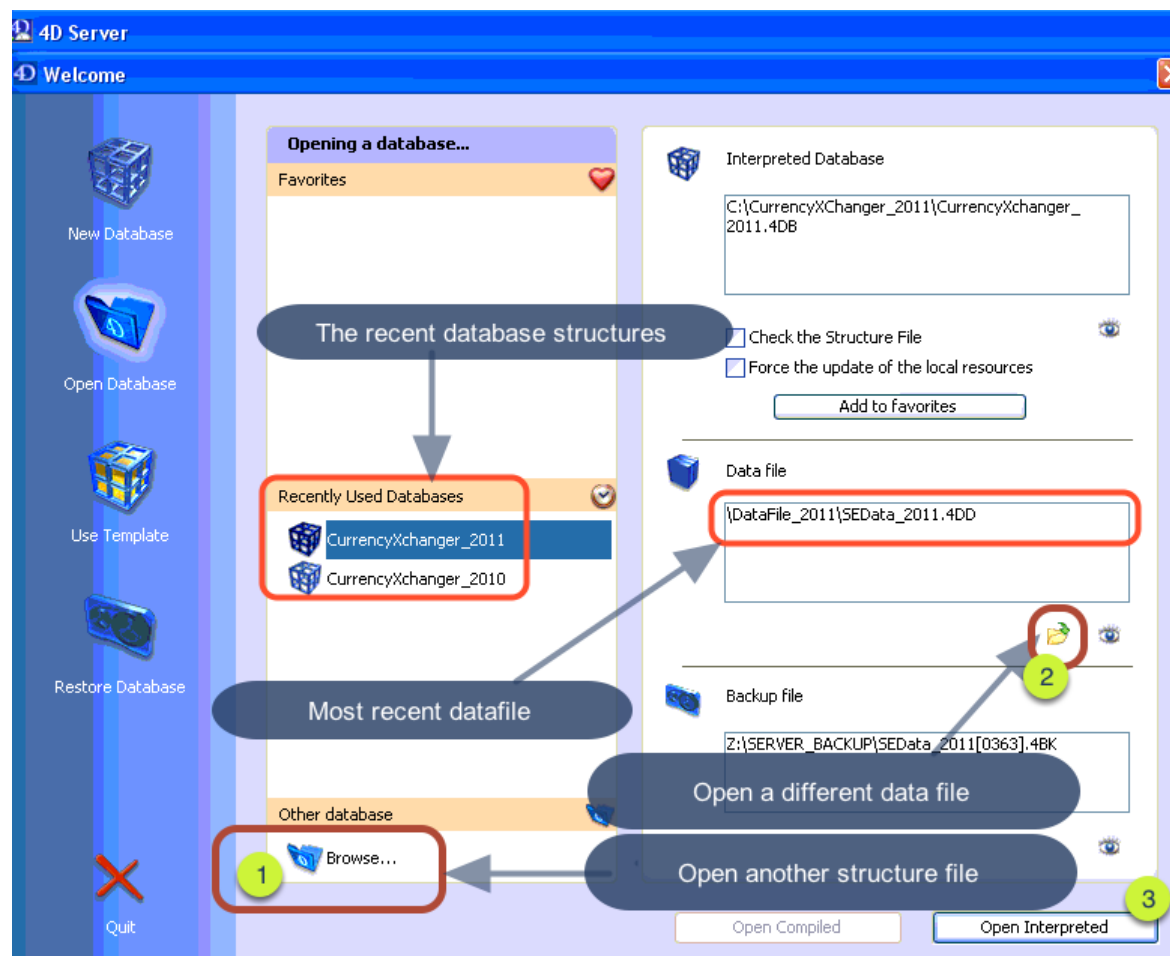 4D Server
Welcome
New Database
Open Database
Use Template
Restore Database
Quit
Opening a database...
Favorites
The recent database structures
Recently Used Databases
CurrencyXchanger_2011
CurrencyXchanger_2010
Most recent datafile
Other database
Browse...
1
Interpreted Database
C:\CurrencyXChanger_2011\CurrencyXchanger_
2011.4DB
Check the Structure File
Force the update of the local resources
Add to favorites
Data file
\DataFile_2011\SEData_2011.4DD
2
Backup file
Z:\SERVER_BACKUP\SEData_2011[0363].4BK
Open a different data file
Open another structure file
3
Open Compiled
Open Interpreted